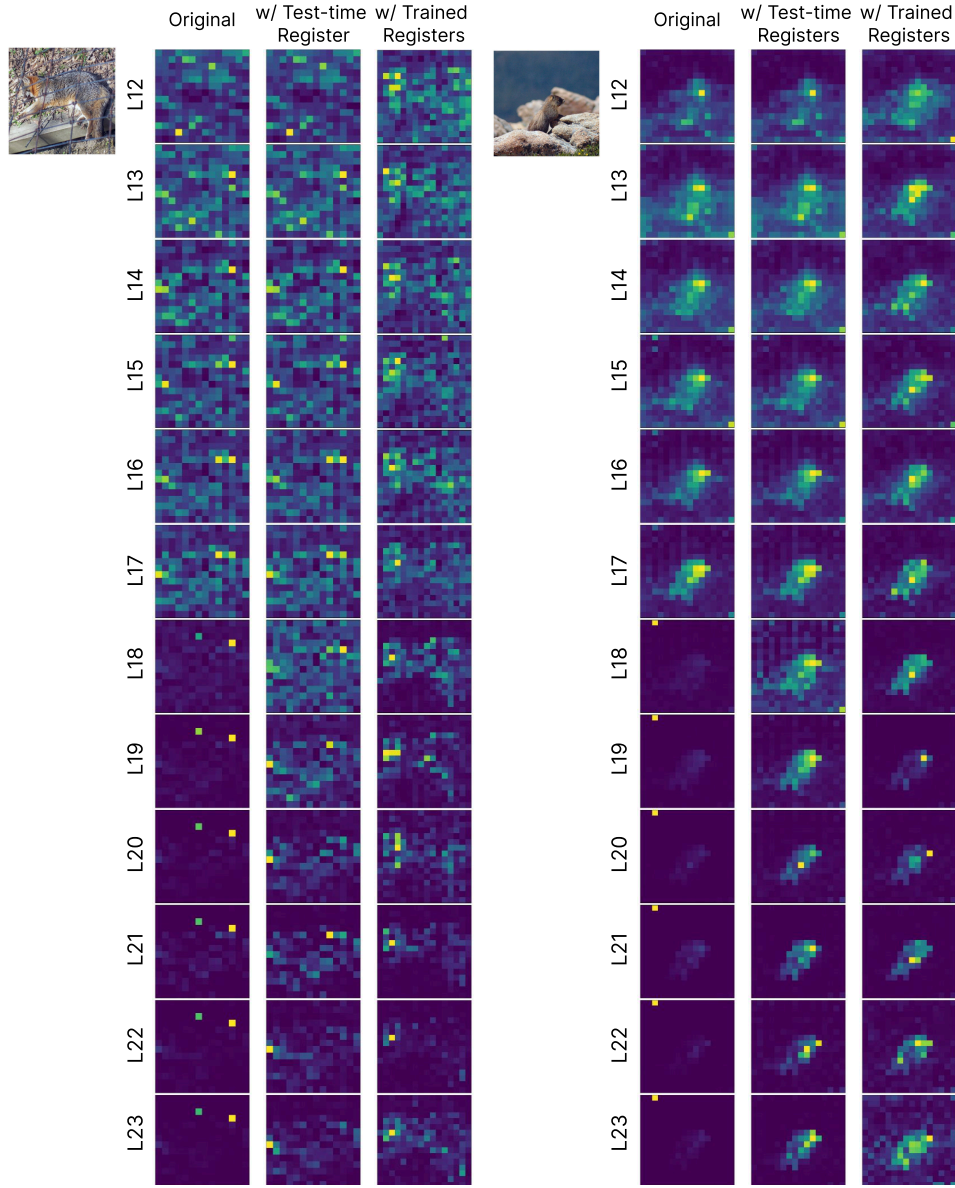 Original
w/ Test-time
Register
w/ Trained
Registers
L12
L13
L14
L15
L16
L17
L18
L19
L20
L21
L22
L23
Original
w/ Test-time
Registers
w/ Trained
Registers
L12
L13
L14
L15
L16
L17
L18
L19
L20
L21
L22
L23